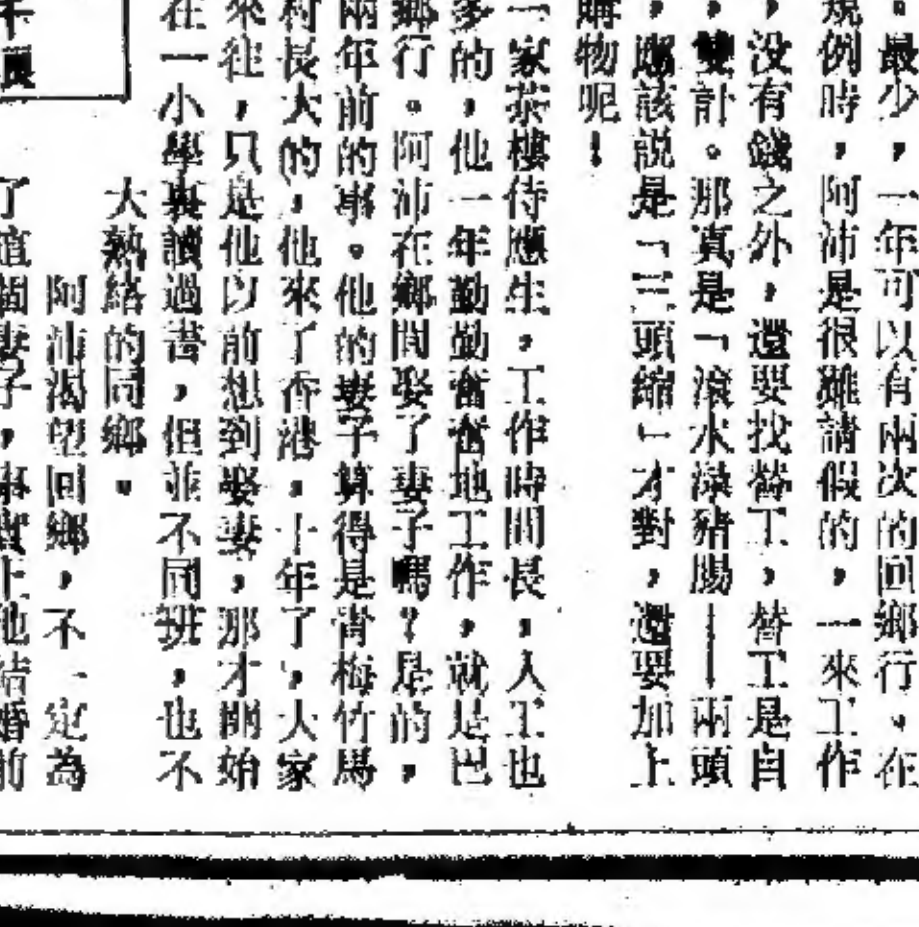 。最少，一年可以有兩次的回鄉行。在
規例時，阿沛是很難請假的，一來工作
，没有錢之外，還要找替工，替工是自
，雙計。那真是「滾水淥豬腸——兩頭
，應該説是「三頭縮」才對，還要加上
購物呢！
一家茶樓侍應生，工作時間長，人工也
多的，他一年勤勤奮奮地工作，就是巴
鄉行。阿沛在鄉間娶了妻子嗎？是的，
兩年前的事。他的妻子算得是青梅竹馬
村長大的，他來了香港，十年了，大家
來往，只是他以前想到娶妻，那才開始
在一小學裏讀過書，但並不同班，也不
大熟絡的同鄉。
阿沛渴望回鄉，不一定為
了這個妻子，事實上他結婚前